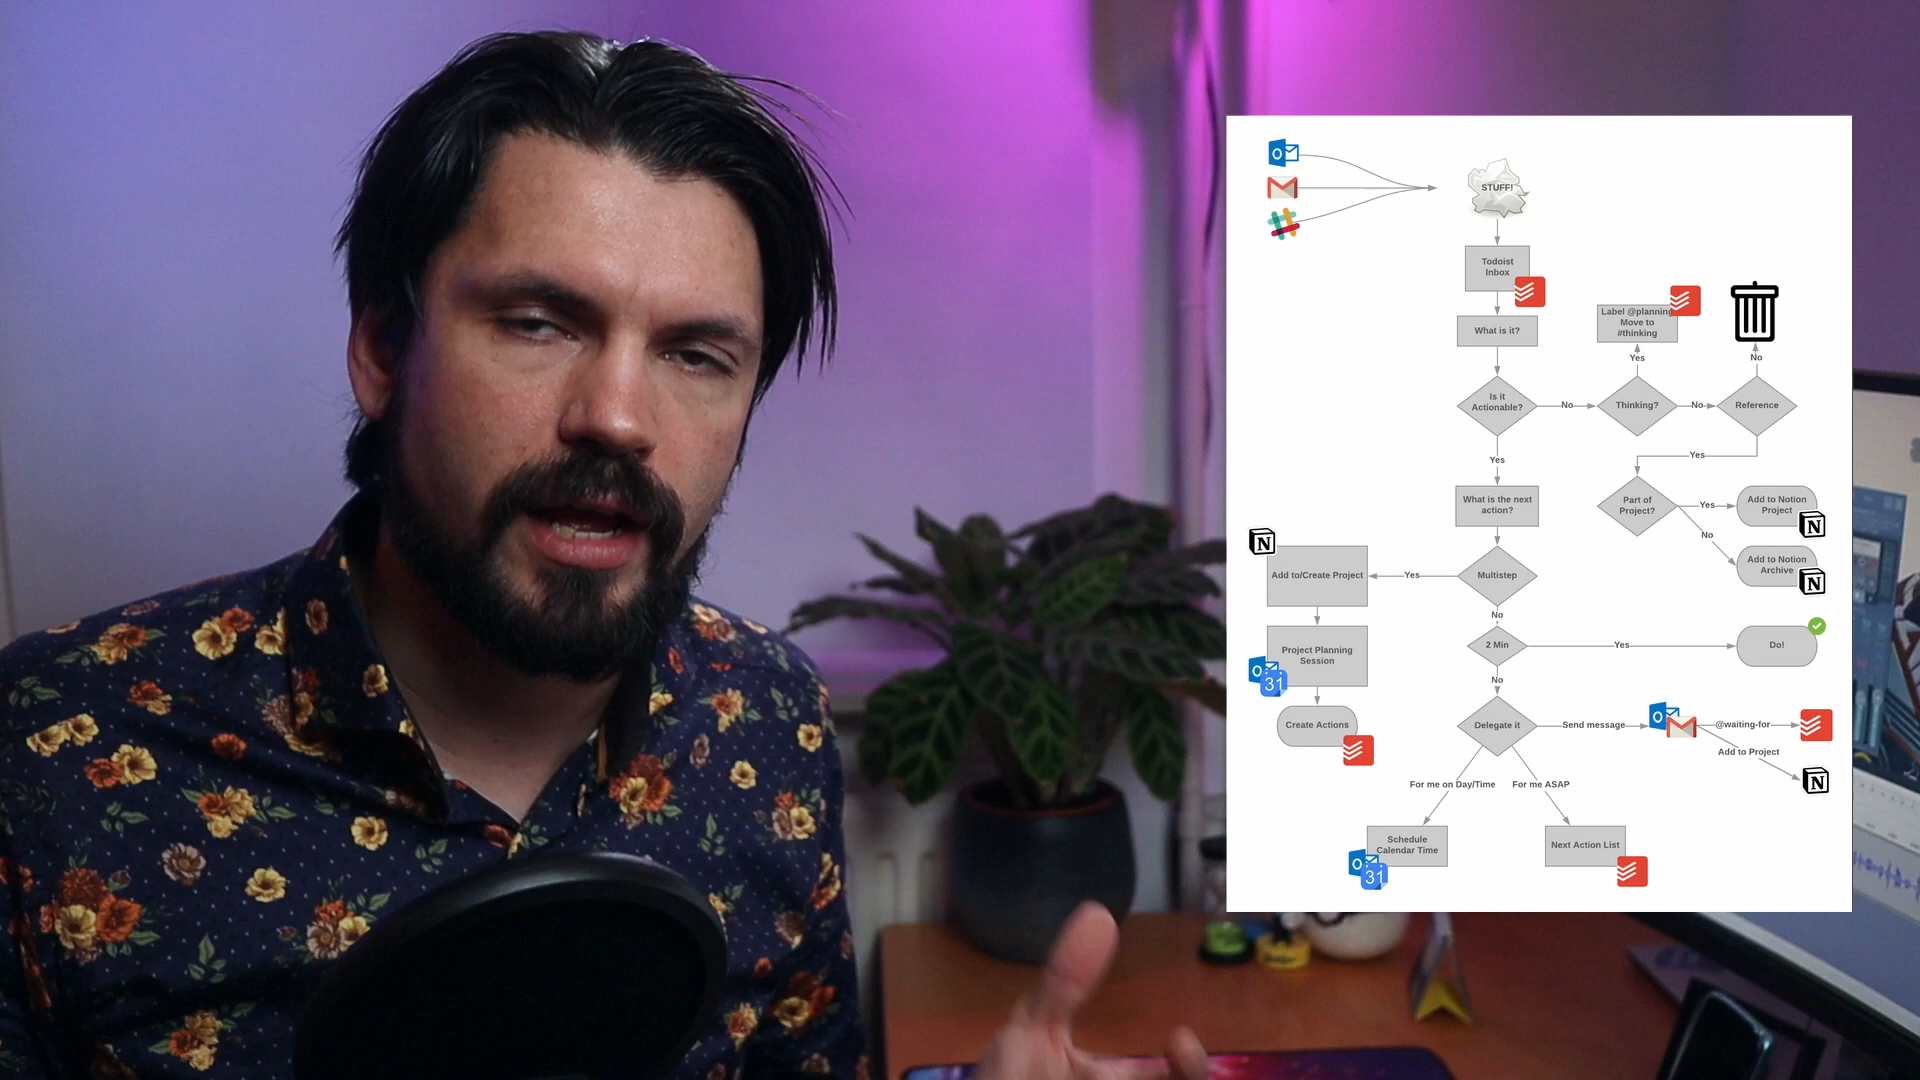 STUFF!
Todoist
Inbox
What is it?
Label @planning
Move to
#thinking
Yes
No
Is it
Actionable?
No
Thinking?
No
Reference
Yes
Yes
What is the next
action?
Part of
Project?
Yes
Add to Notion
Project
No
Add to Notion
Archive
Add to/Create Project
Yes
Multistep
No
2 Min
Yes
Do!
Project Planning
Session
31
No
Create Actions
Delegate it
Send message
@waiting-for
Add to Project
For me on Day/Time
For me ASAP
Schedule
Calendar Time
31
Next Action List